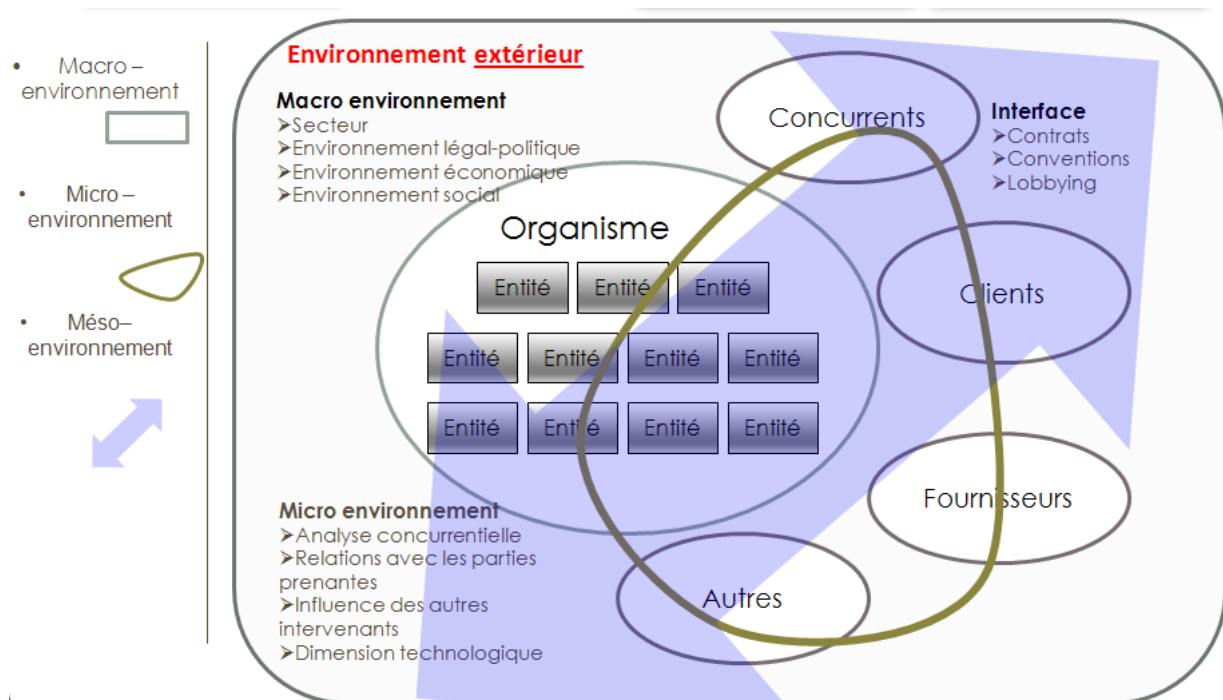 • Macro –
environnement
• Micro –
environnement
• Méso–
environnement
Environnement extérieur
Macro environnement
➢Secteur
➢Environnement légal-politique
➢Environnement économique
➢Environnement social
Organisme
Entité Entité Entité
Entité Entité Entité Entité
Entité Entité Entité Entité
Micro environnement
➢Analyse concurrentielle
➢Relations avec les parties
prenantes
➢Influence des autres
intervenants
➢Dimension technologique
Concurrents
Interface
➢Contrats
➢Conventions
➢Lobbying
Clients
Fournisseurs
Autres